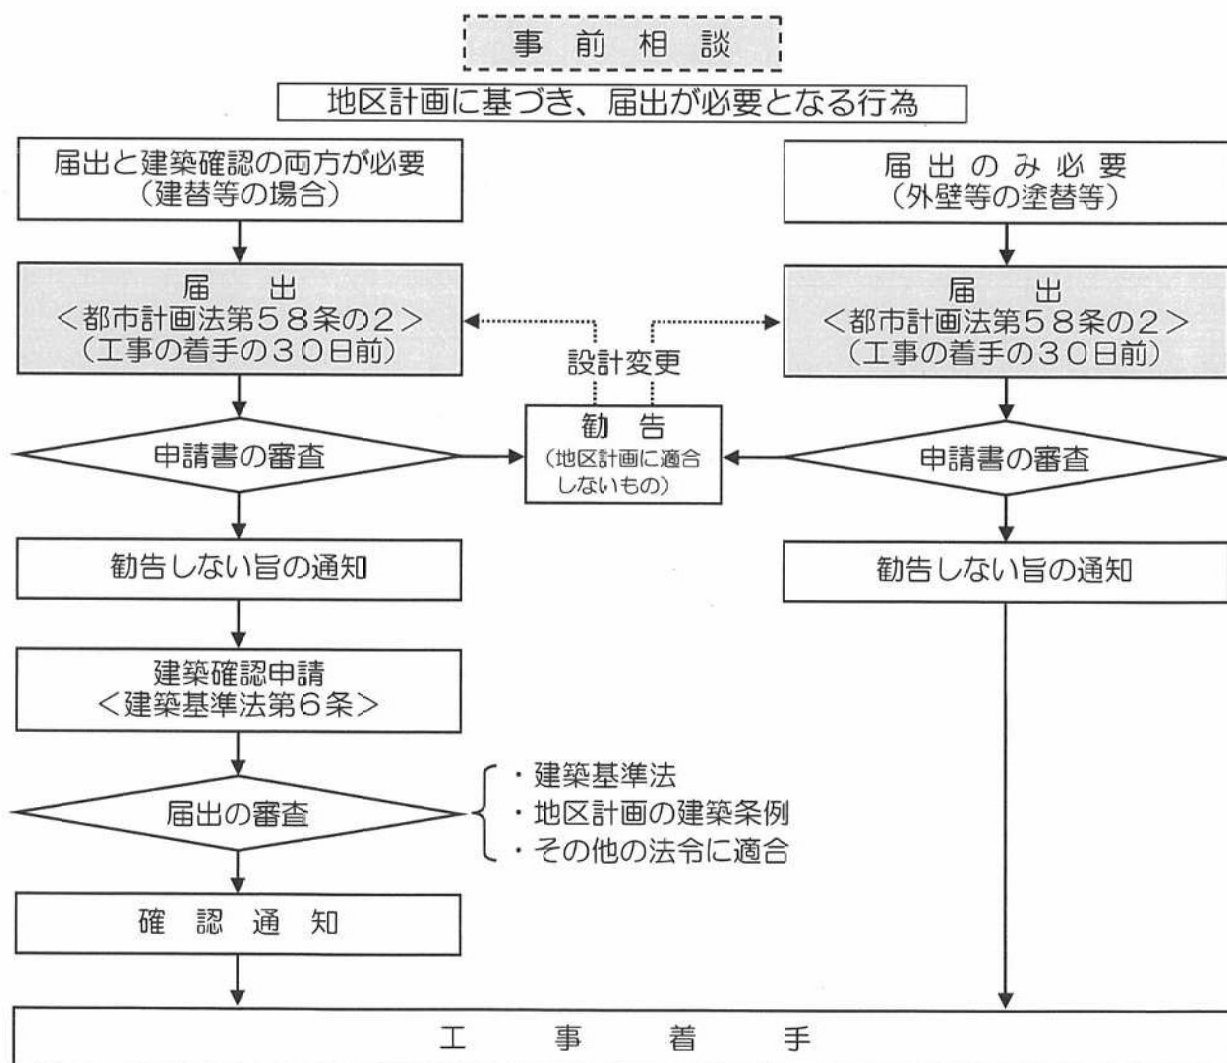 事前相談
地区計画に基づき、届出が必要となる行為
届出と建築確認の両方が必要
（建替等の場合）
届出
＜都市計画法第５８条の２＞
（工事の着手の３０日前）
申請書の審査
勧告しない旨の通知
建築確認申請
＜建築基準法第６条＞
届出の審査
・建築基準法
・地区計画の建築条例
・その他の法令に適合
確認通知
設計変更
勧告
（地区計画に適合
しないもの）
届出のみ必要
（外壁等の塗替等）
届出
＜都市計画法第５８条の２＞
（工事の着手の３０日前）
申請書の審査
勧告しない旨の通知
工事着手